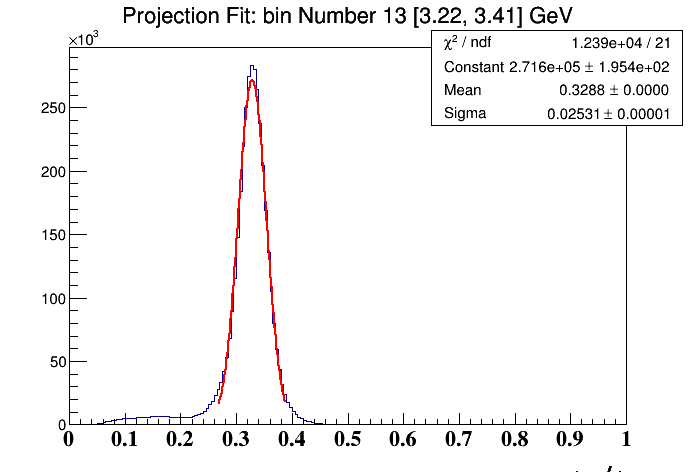 Projection Fit: bin Number 13 [3.22, 3.41] GeV
×10³
χ² / ndf 1.239e+04 / 21
Constant 2.716e+05 ± 1.954e+02
Mean 0.3288 ± 0.0000
Sigma 0.02531 ± 0.00001
250
200
150
100
50
0
0 0.1 0.2 0.3 0.4 0.5 0.6 0.7 0.8 0.9 1